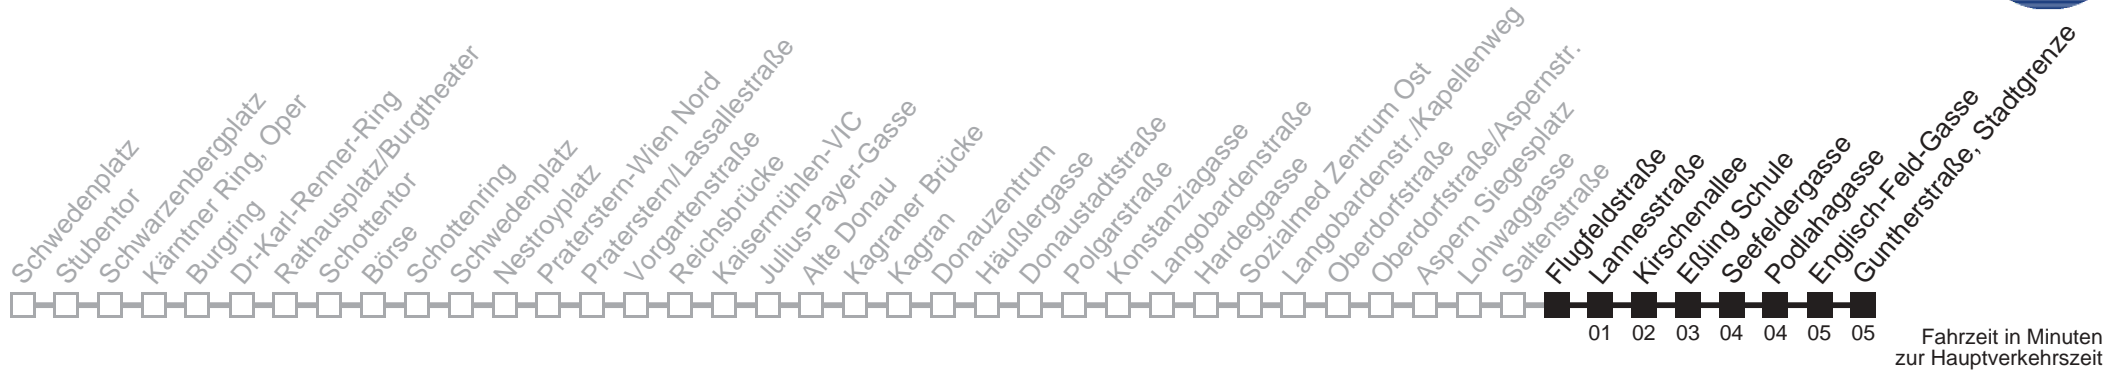 Schwedenplatz
Stubentor
Schwarzenbergplatz
Kärntner Ring, Oper
Burgring
Dr-Karl-Renner-Ring
Rathausplatz/Burgtheater
Schottentor
Börse
Schottenring
Schwedenplatz
Nestroyplatz
Praterstern-Wien Nord
Praterstern/Lassallestraße
Vorgartenstraße
Reichsbrücke
Kaisermühlen-VIC
Julius-Payer-Gasse
Alte Donau
Kagraner Brücke
Kagran
Donauzentrum
Häußlergasse
Donaustadtstraße
Polgarstraße
Konstanziagasse
Langobardenstraße
Hardeggasse
Sozialmed Zentrum Ost
Langobardenstr./Kapellenweg
Oberdorfstraße
Oberdorfstraße/Aspernstr.
Aspern Siegesplatz
Lohwaggasse
Saltenstraße
Flugfeldstraße
Lannesstraße
Kirschenallee
Eßling Schule
Seefeldergasse
Podlahagasse
Englisch-Feld-Gasse
Guntherstraße, Stadtgrenze
01 02 03 04 04 05 05
Fahrzeit in Minuten
zur Hauptverkehrszeit